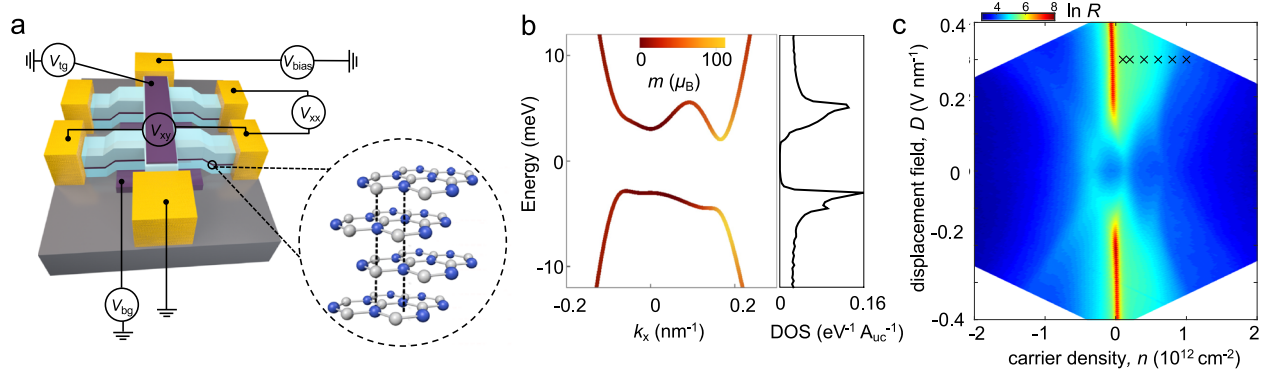 a
V_tg
V_bias
V_xx
V_xy
V_bg
b
m (μ_B)
0 100
Energy (meV)
10
0
-10
-0.2 0 0.2
k_x (nm⁻¹)
0 0.16
DOS (eV⁻¹ A_uc⁻¹)
c
4 6 8 ln R
displacement field, D (V nm⁻¹)
0.4
0.2
0
-0.2
-0.4
-2 -1 0 1 2
carrier density, n (10¹² cm⁻²)